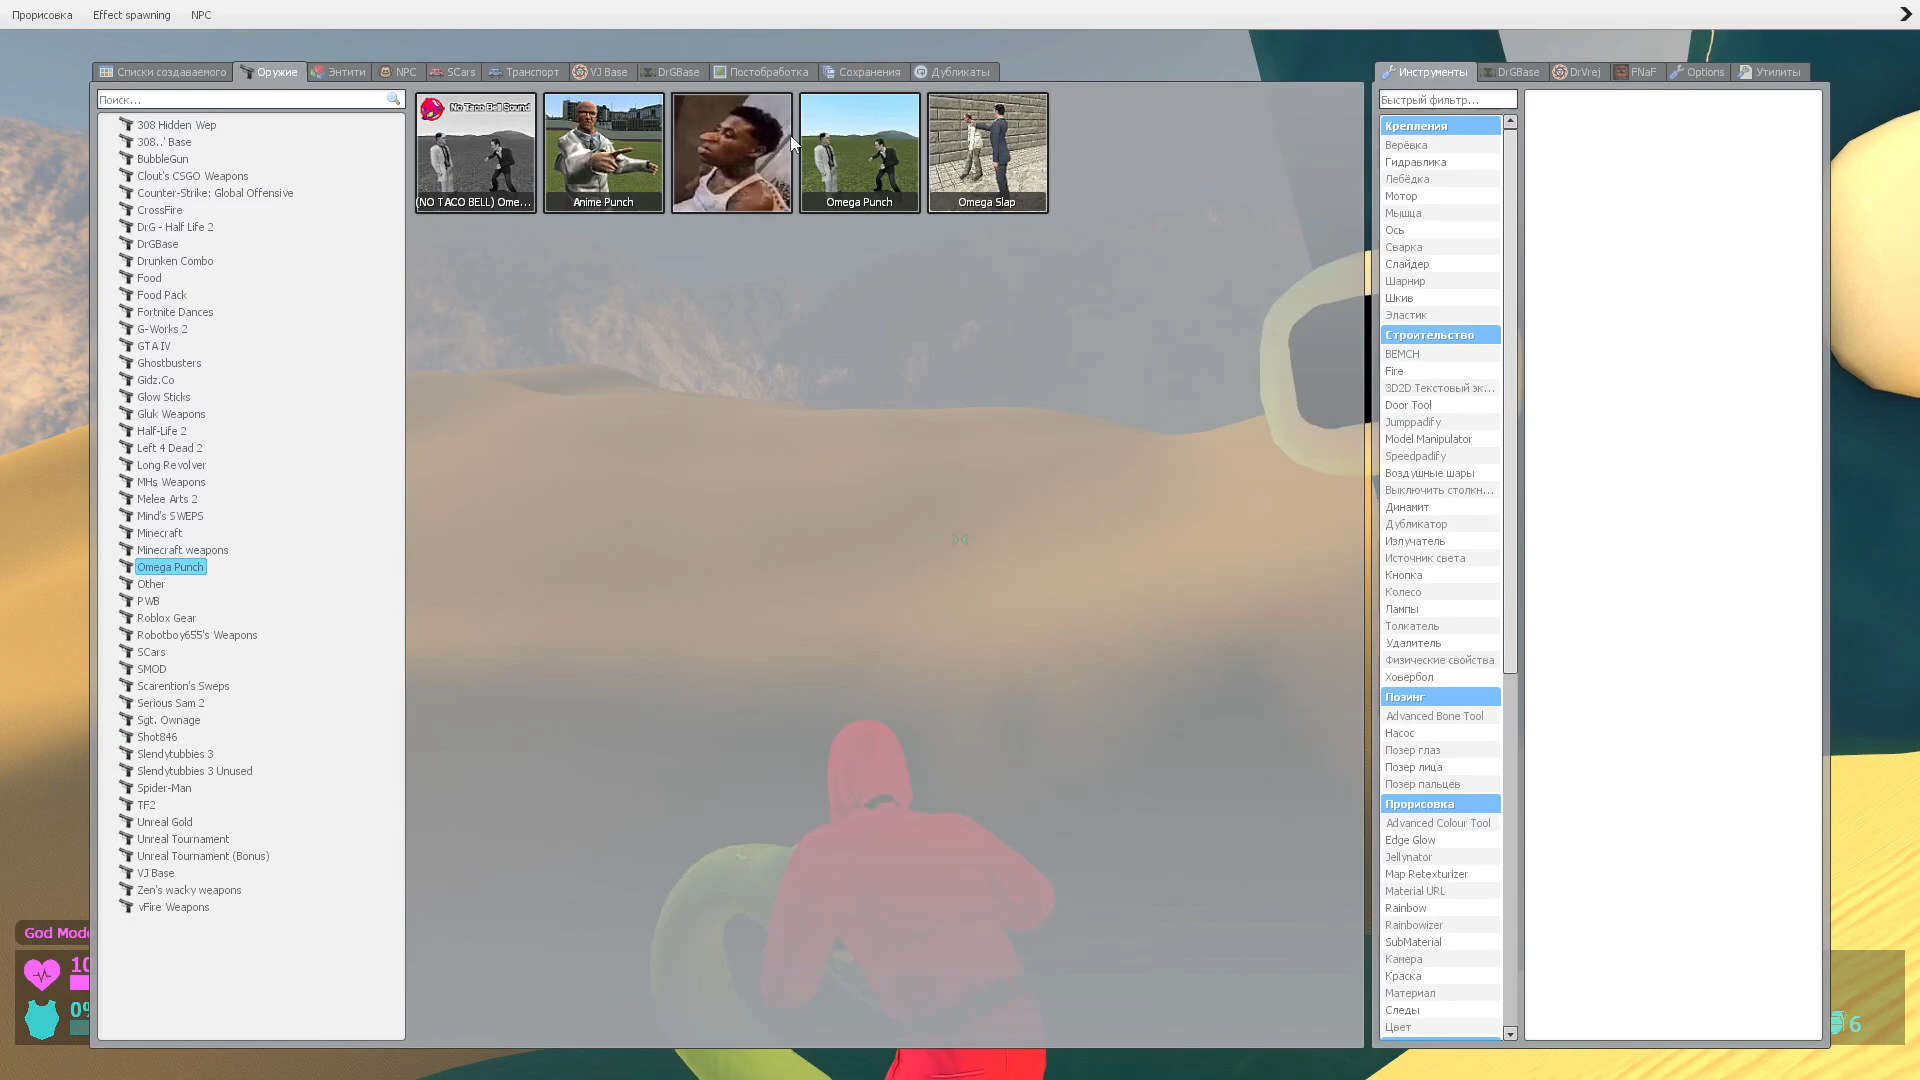 Прорисовка Effect spawning NPC
Списки создаваемого Оружие Энтити NPC SCars Транспорт VJ Base DrGBase Постобработка Сохранения Дубликаты
Поиск...
308 Hidden Wep
308..' Base
BubbleGun
Clout's CSGO Weapons
Counter-Strike: Global Offensive
CrossFire
DrG - Half Life 2
DrGBase
Drunken Combo
Food
Food Pack
Fortnite Dances
G-Works 2
GTA IV
Ghostbusters
Gidz.Co
Glow Sticks
Gluk Weapons
Half-Life 2
Left 4 Dead 2
Long Revolver
MHs Weapons
Melee Arts 2
Mind's SWEPS
Minecraft
Minecraft weapons
Omega Punch
Other
PWB
Roblox Gear
Robotboy655's Weapons
SCars
SMOD
Scarention's Sweps
Serious Sam 2
Sgt. Ownage
Shot846
Slendytubbies 3
Slendytubbies 3 Unused
Spider-Man
TF2
Unreal Gold
Unreal Tournament
Unreal Tournament (Bonus)
VJ Base
Zen's wacky weapons
vFire Weapons
No Taco Bell Sound
(NO TACO BELL) Ome... Anime Punch Omega Punch Omega Slap
Инструменты DrGBase DrVrej FNaF Options Утилиты
Быстрый фильтр...
Крепления
Верёвка
Гидравлика
Лебёдка
Мотор
Мышца
Ось
Сварка
Слайдер
Шарнир
Шкив
Эластик
Строительство
BEMCH
Fire
3D2D Текстовый эк...
Door Tool
Jumppadify
Model Manipulator
Speedpadify
Воздушные шары
Выключить столкн...
Динамит
Дубликатор
Излучатель
Источник света
Кнопка
Колесо
Лампы
Толкатель
Удалитель
Физические свойства
Ховербол
Позинг
Advanced Bone Tool
Насос
Позер глаз
Позер лица
Позер пальцев
Прорисовка
Advanced Colour Tool
Edge Glow
Jellynator
Map Retexturizer
Material URL
Rainbow
Rainbowizer
SubMaterial
Камера
Краска
Материал
Следы
Цвет
God Mode
10
0%
6